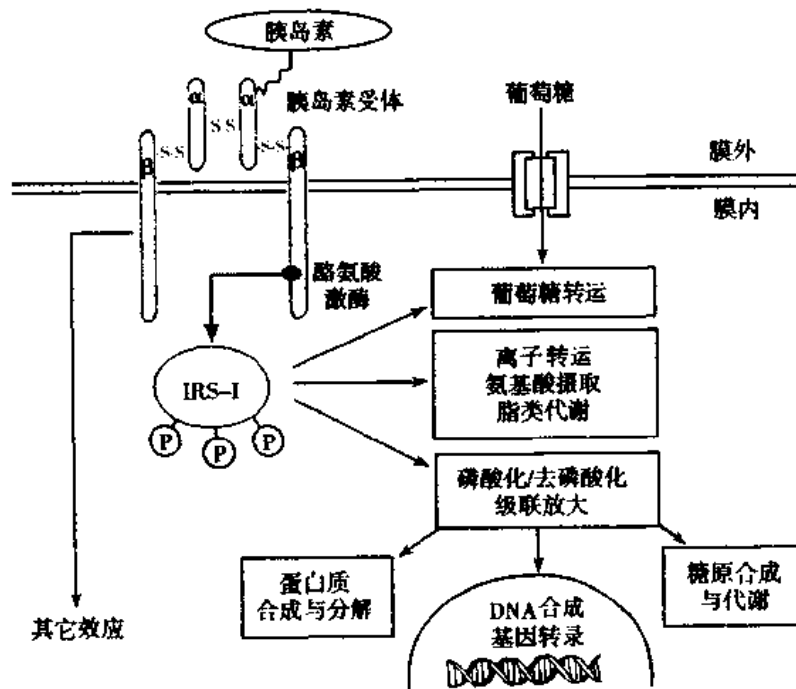 胰岛素
α
α
胰岛素受体
葡萄糖
S-S
β
S-S
S-S
β
膜外
膜内
酪氨酸
激酶
葡萄糖转运
离子转运
氨基酸摄取
脂类代谢
IRS-I
P
P
P
磷酸化/去磷酸化
级联放大
蛋白质
合成与分解
糖原合成
与代谢
其它效应
DNA合成
基因转录